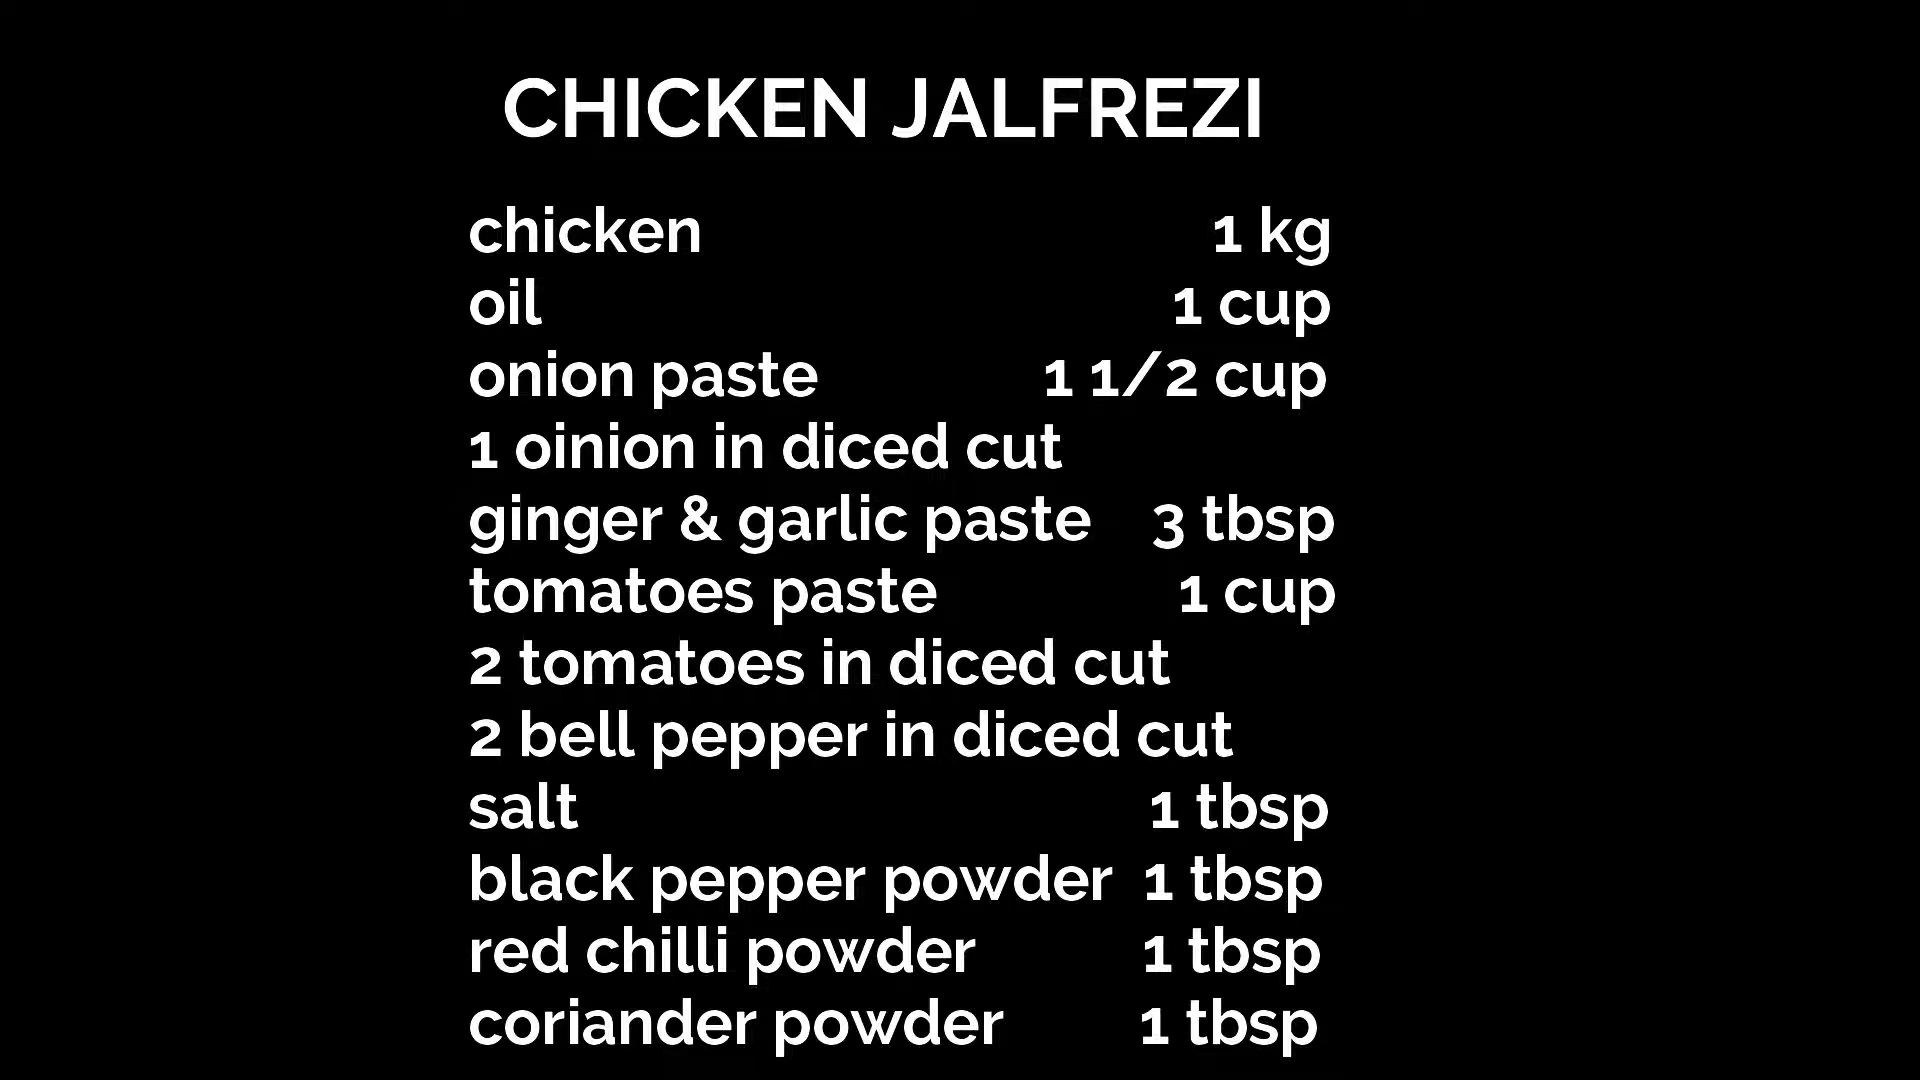 CHICKEN JALFREZI
chicken 1 kg
oil 1 cup
onion paste 1 1/2 cup
1 oinion in diced cut
ginger & garlic paste 3 tbsp
tomatoes paste 1 cup
2 tomatoes in diced cut
2 bell pepper in diced cut
salt 1 tbsp
black pepper powder 1 tbsp
red chilli powder 1 tbsp
coriander powder 1 tbsp